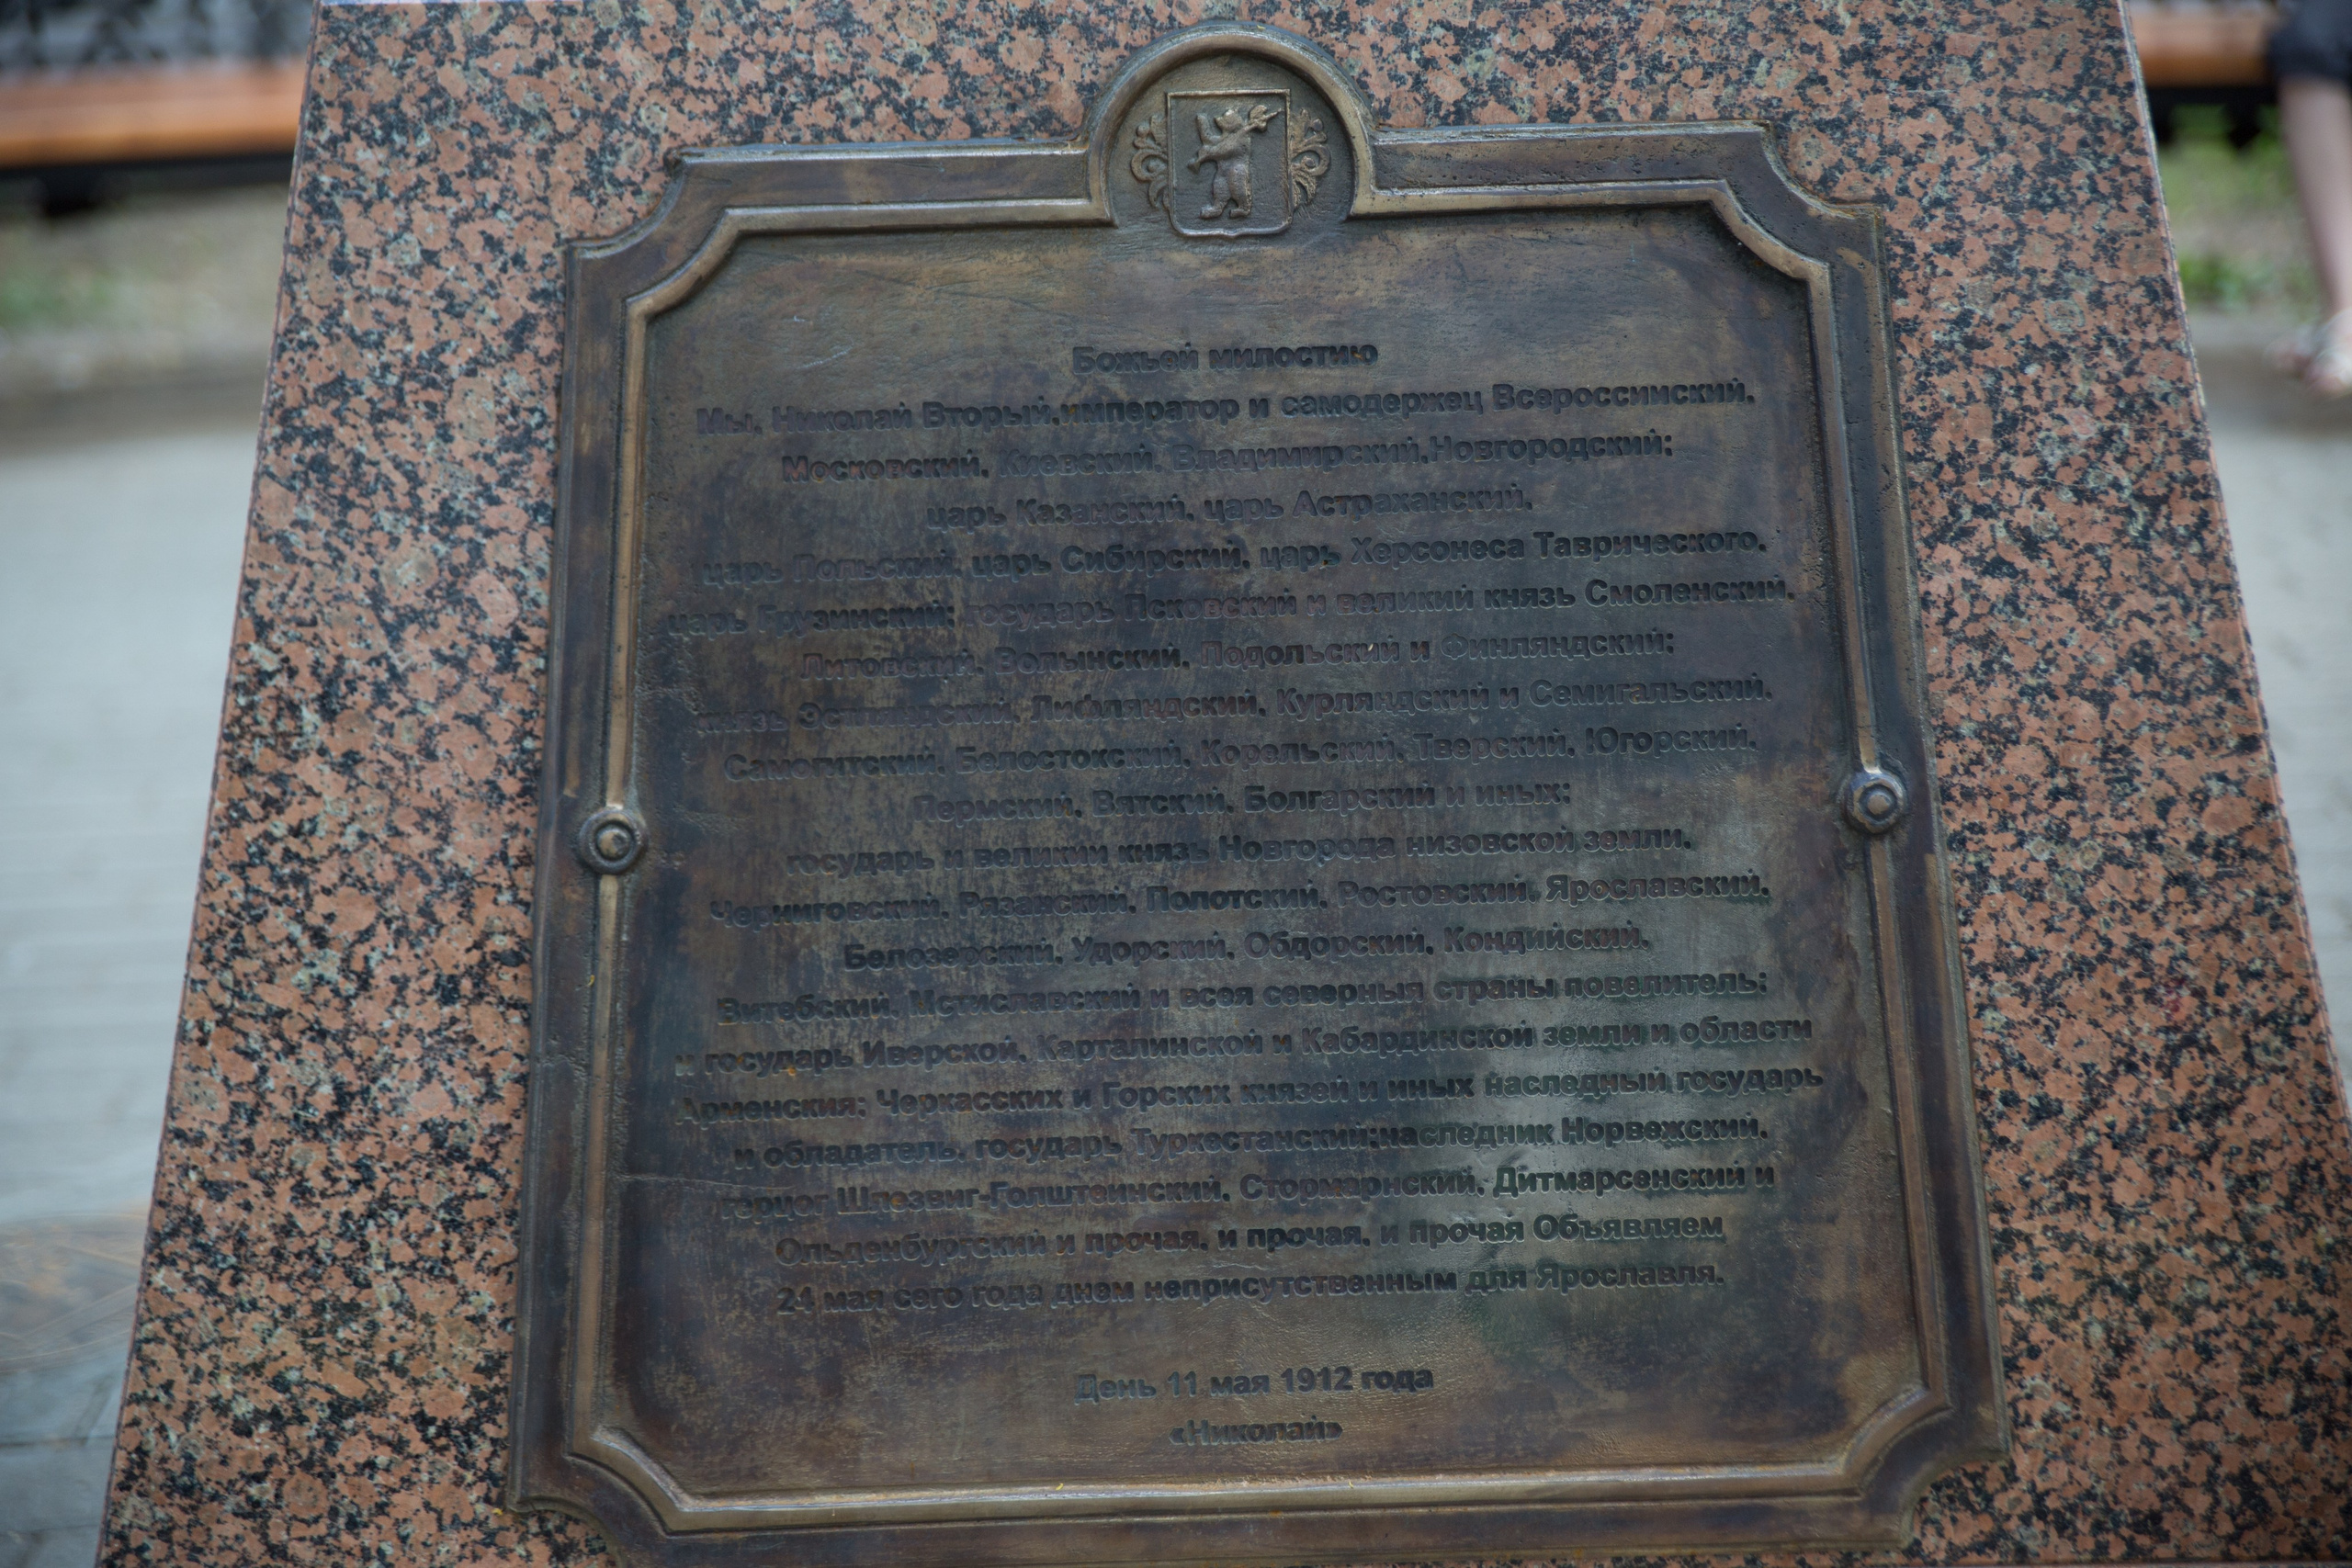 Божьей милостию
Мы, Николай Вторый,император и самодержец Всероссийский,
Московский, Киевский, Владимирский,Новгородский;
царь Казанский, царь Астраханский,
царь Польский, царь Сибирский, царь Херсонеса Таврического,
царь Грузинский; государь Псковский и великий князь Смоленский,
Литовский, Волынский, Подольский и Финляндский;
князь Эстляндский, Лифляндский, Курляндский и Семигальский,
Самогитский, Белостокский, Корельский, Тверский, Югорский,
Пермский, Вятский, Болгарский и иных;
государь и великий князь Новгорода низовской земли,
Черниговский, Рязанский, Полотский, Ростовский, Ярославский,
Белозерский, Удорский, Обдорский, Кондийский,
Витебский, Мстиславский и всея северныя страны повелитель;
и государь Иверской, Карталинской и Кабардинской земли и области
Арменския; Черкасских и Горских князей и иных наследный государь
и обладатель, государь Туркестанский;наследник Норвежский,
герцог Шлезвиг-Голштейнский, Стормарнский, Дитмарсенский и
Ольденбургский и прочая, и прочая, и прочая Объявляем
24 мая сего года днем неприсутственным для Ярославля.
День 11 мая 1912 года
«Николай»